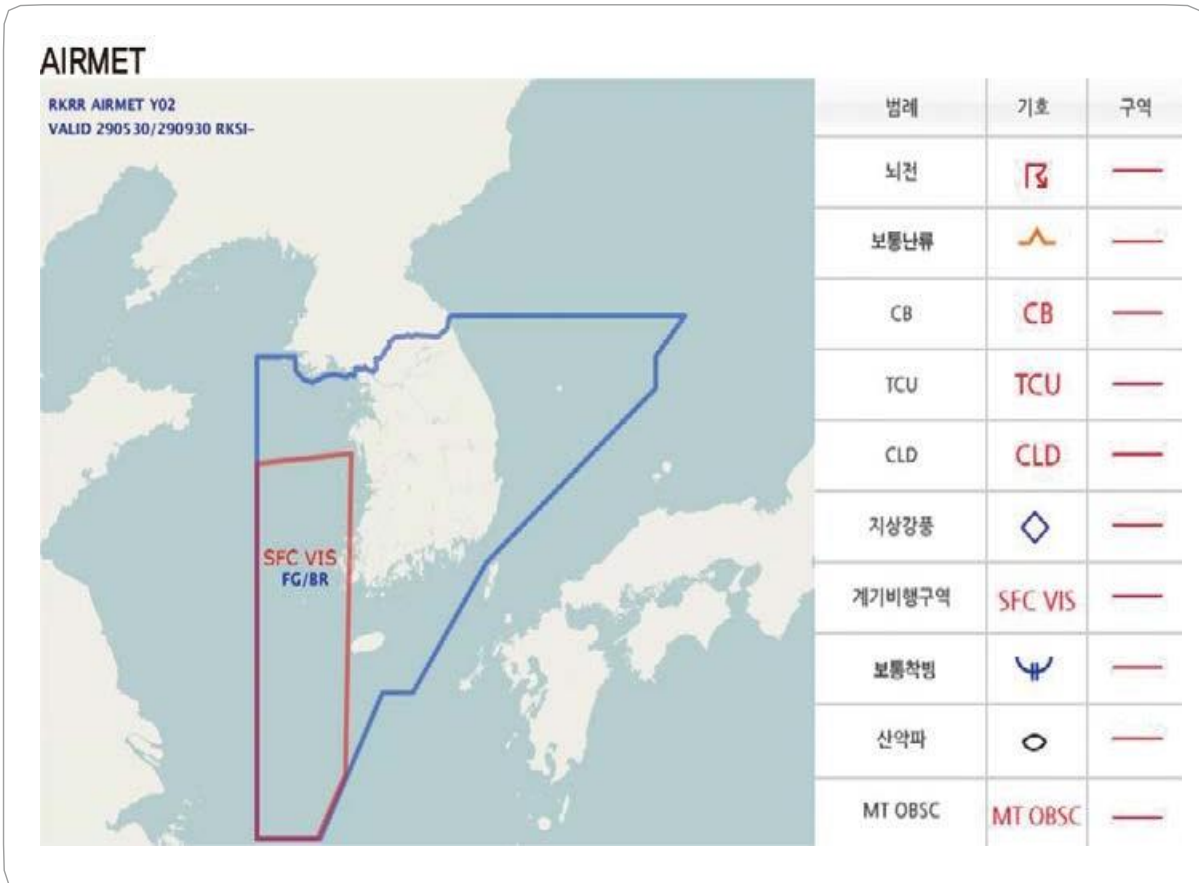 AIRMET
RKRR AIRMET Y02
VALID 290530/290930 RKSI-
SFC VIS
FG/BR
범례 기호 구역
뇌전
보통난류
CB CB
TCU TCU
CLD CLD
지상강풍
계기비행구역 SFC VIS
보통착빙
산악파
MT OBSC MT OBSC